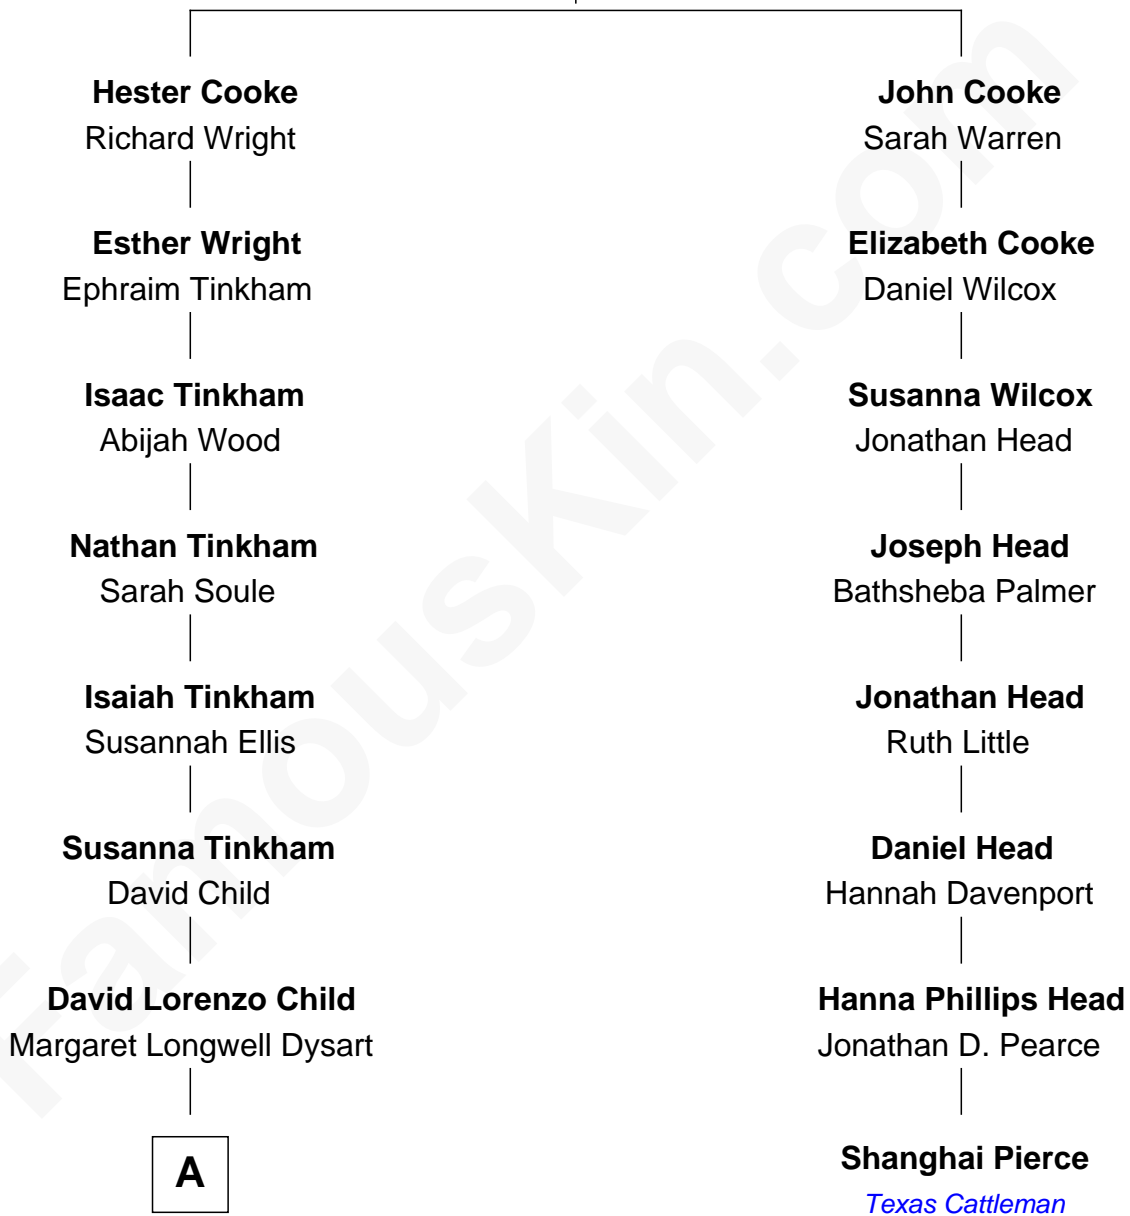 Hester Cooke
Richard Wright
Esther Wright
Ephraim Tinkham
Isaac Tinkham
Abijah Wood
Nathan Tinkham
Sarah Soule
Isaiah Tinkham
Susannah Ellis
Susanna Tinkham
David Child
David Lorenzo Child
Margaret Longwell Dysart
A
John Cooke
Sarah Warren
Elizabeth Cooke
Daniel Wilcox
Susanna Wilcox
Jonathan Head
Joseph Head
Bathsheba Palmer
Jonathan Head
Ruth Little
Daniel Head
Hannah Davenport
Hanna Phillips Head
Jonathan D. Pearce
Shanghai Pierce
Texas Cattleman
FamousKin.com